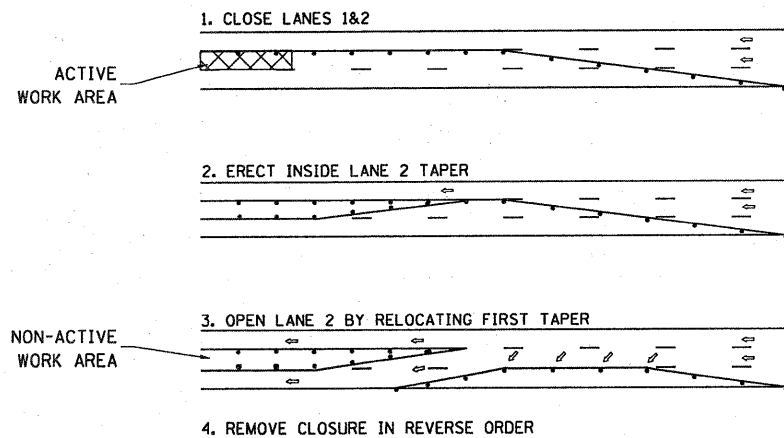 1. CLOSE LANES 1&2
ACTIVE
WORK AREA
2. ERECT INSIDE LANE 2 TAPER
3. OPEN LANE 2 BY RELOCATING FIRST TAPER
NON-ACTIVE
WORK AREA
4. REMOVE CLOSURE IN REVERSE ORDER